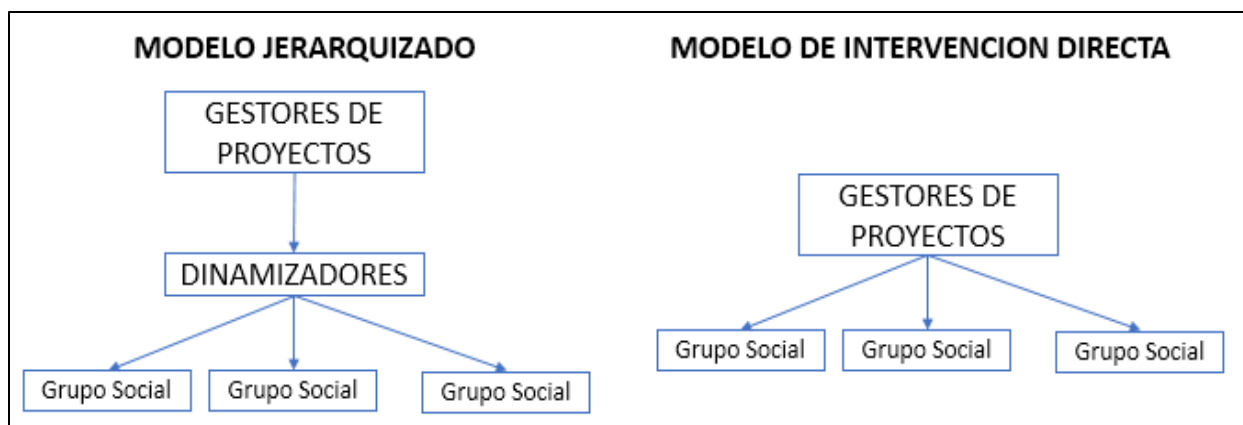 MODELO JERARQUIZADO
GESTORES DE
PROYECTOS
DINAMIZADORES
Grupo Social
Grupo Social
Grupo Social
MODELO DE INTERVENCION DIRECTA
GESTORES DE
PROYECTOS
Grupo Social
Grupo Social
Grupo Social